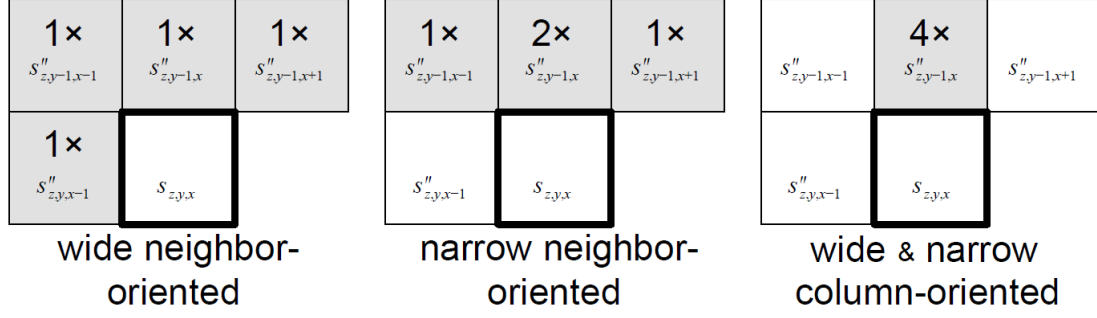 1× 1× 1×
s″z,y−1,x−1 s″z,y−1,x s″z,y−1,x+1
1×
s″z,y,x−1 sz,y,x
wide neighbor-
oriented
1× 2× 1×
s″z,y−1,x−1 s″z,y−1,x s″z,y−1,x+1
s″z,y,x−1 sz,y,x
narrow neighbor-
oriented
4×
s″z,y−1,x−1 s″z,y−1,x s″z,y−1,x+1
s″z,y,x−1 sz,y,x
wide & narrow
column-oriented